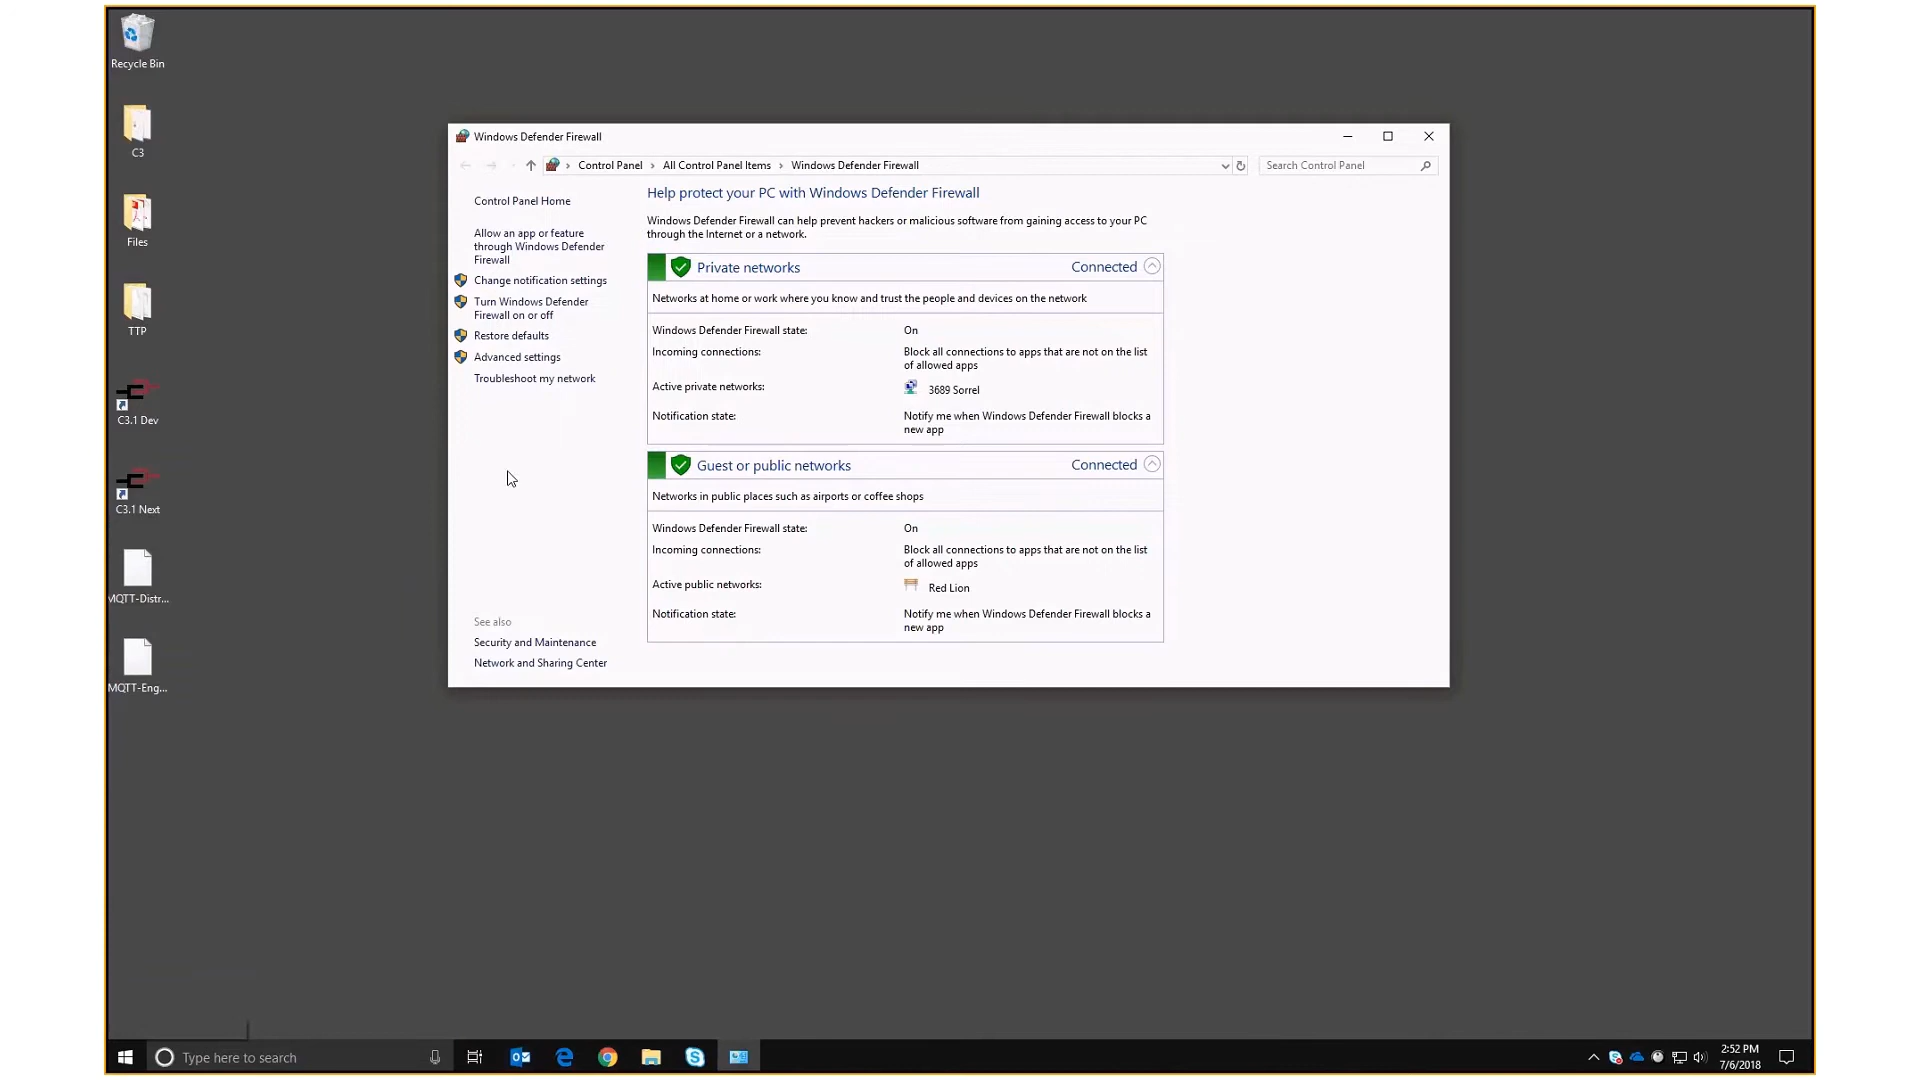 Recycle Bin
C3
Files
TTP
C3.1 Dev
C3.1 Next
MQTT-Distr...
MQTT-Eng...
Windows Defender Firewall
Control Panel > All Control Panel Items > Windows Defender Firewall
Search Control Panel
Control Panel Home
Allow an app or feature
through Windows Defender
Firewall
Change notification settings
Turn Windows Defender
Firewall on or off
Restore defaults
Advanced settings
Troubleshoot my network
See also
Security and Maintenance
Network and Sharing Center
Help protect your PC with Windows Defender Firewall
Windows Defender Firewall can help prevent hackers or malicious software from gaining access to your PC
through the Internet or a network.
Private networks Connected
Networks at home or work where you know and trust the people and devices on the network
Windows Defender Firewall state: On
Incoming connections: Block all connections to apps that are not on the list
of allowed apps
Active private networks: 3689 Sorrel
Notification state: Notify me when Windows Defender Firewall blocks a
new app
Guest or public networks Connected
Networks in public places such as airports or coffee shops
Windows Defender Firewall state: On
Incoming connections: Block all connections to apps that are not on the list
of allowed apps
Active public networks: Red Lion
Notification state: Notify me when Windows Defender Firewall blocks a
new app
Type here to search
2:52 PM
7/6/2018